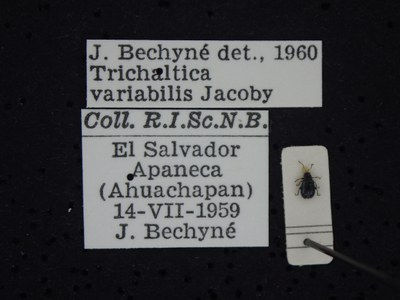 J. Bechyné det., 1960
Trichaltica
variabilis Jacoby
Coll. R.I.Sc.N.B.
El Salvador
Apaneca
(Ahuachapan)
14-VII-1959
J. Bechyné